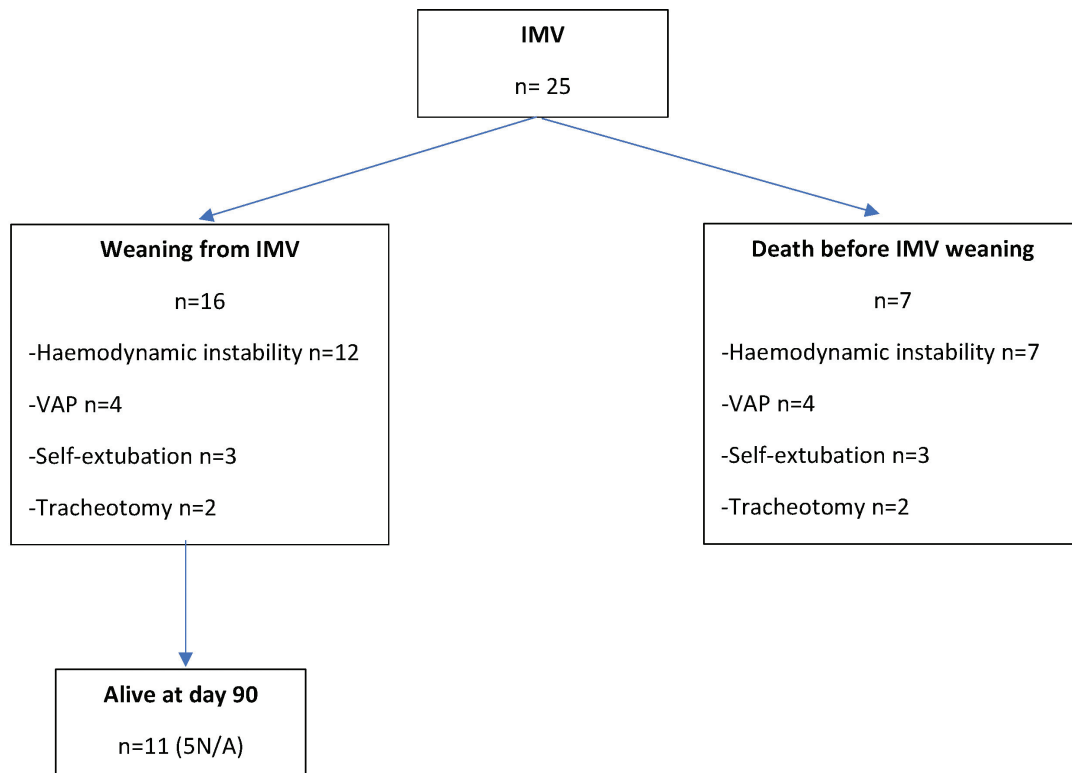 IMV
n= 25
Weaning from IMV
n=16
-Haemodynamic instability n=12
-VAP n=4
-Self-extubation n=3
-Tracheotomy n=2
Death before IMV weaning
n=7
-Haemodynamic instability n=7
-VAP n=4
-Self-extubation n=3
-Tracheotomy n=2
Alive at day 90
n=11 (5N/A)